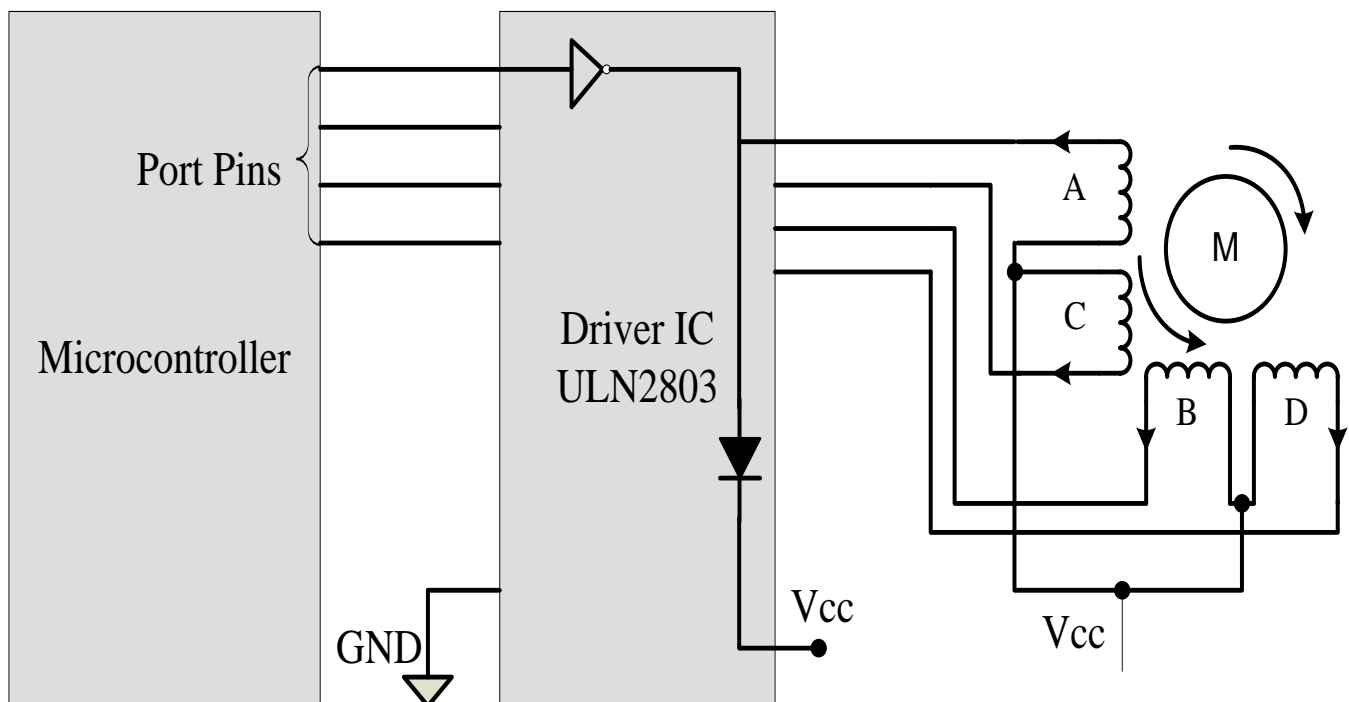 Port Pins
Microcontroller
Driver IC
ULN2803
GND
Vcc
A
C
M
B
D
Vcc